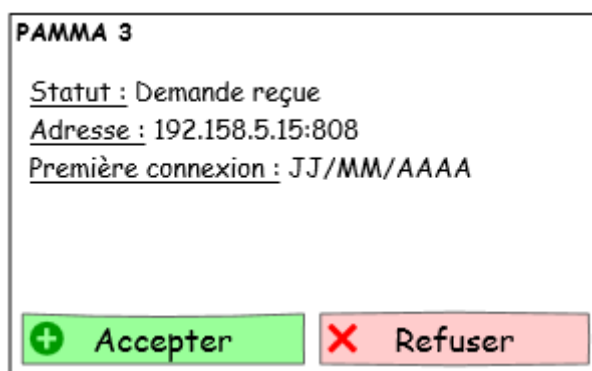 PAMMA 3
Statut : Demande reçue
Adresse : 192.158.5.15:808
Première connexion : JJ/MM/AAAA
Accepter
Refuser